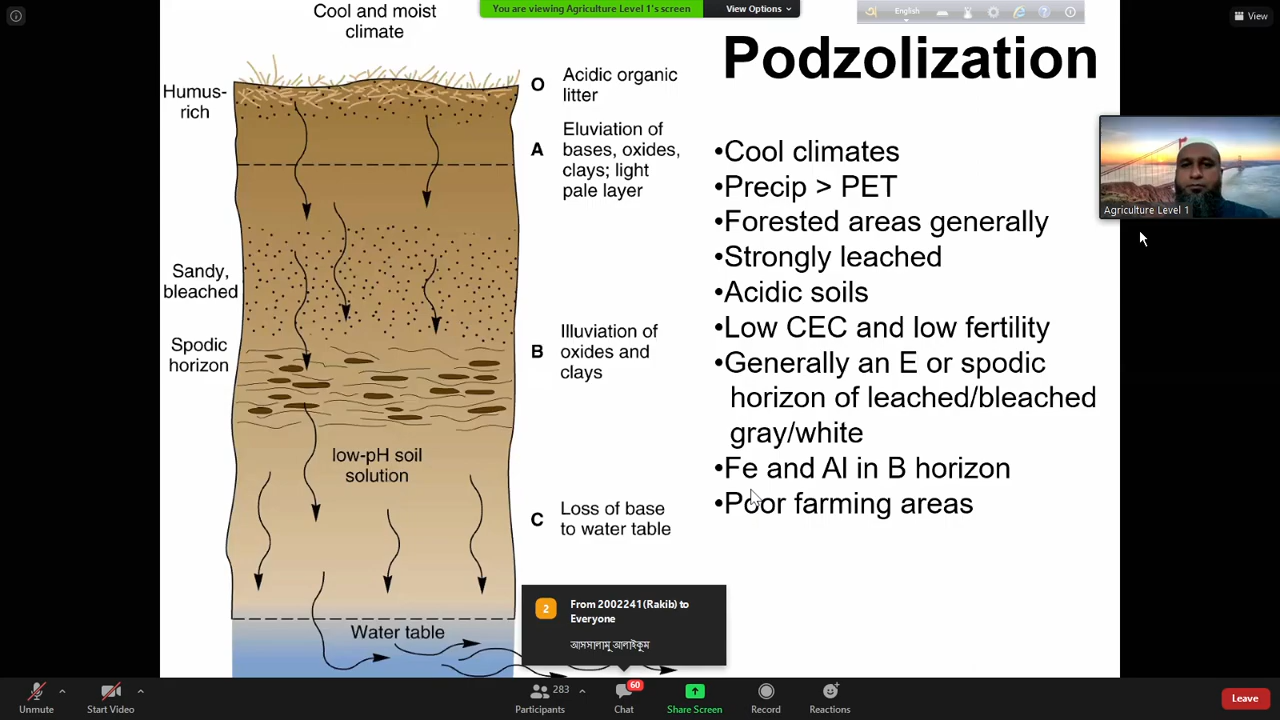 You are viewing Agriculture Level 1's screen
View Options
English
View
Cool and moist
climate
Podzolization
Humus-
rich
O
Acidic organic
litter
A
Eluviation of
bases, oxides,
clays; light
pale layer
Sandy,
bleached
Spodic
horizon
B
Illuviation of
oxides and
clays
low-pH soil
solution
C
Loss of base
to water table
Water table
•Cool climates
•Precip > PET
•Forested areas generally
•Strongly leached
•Acidic soils
•Low CEC and low fertility
•Generally an E or spodic
horizon of leached/bleached
gray/white
•Fe and Al in B horizon
•Poor farming areas
Agriculture Level 1
2
From 2002241(Rakib) to
Everyone
আসসালামু আলাইকুম
Unmute
Start Video
283
Participants
60
Chat
Share Screen
Record
Reactions
Leave